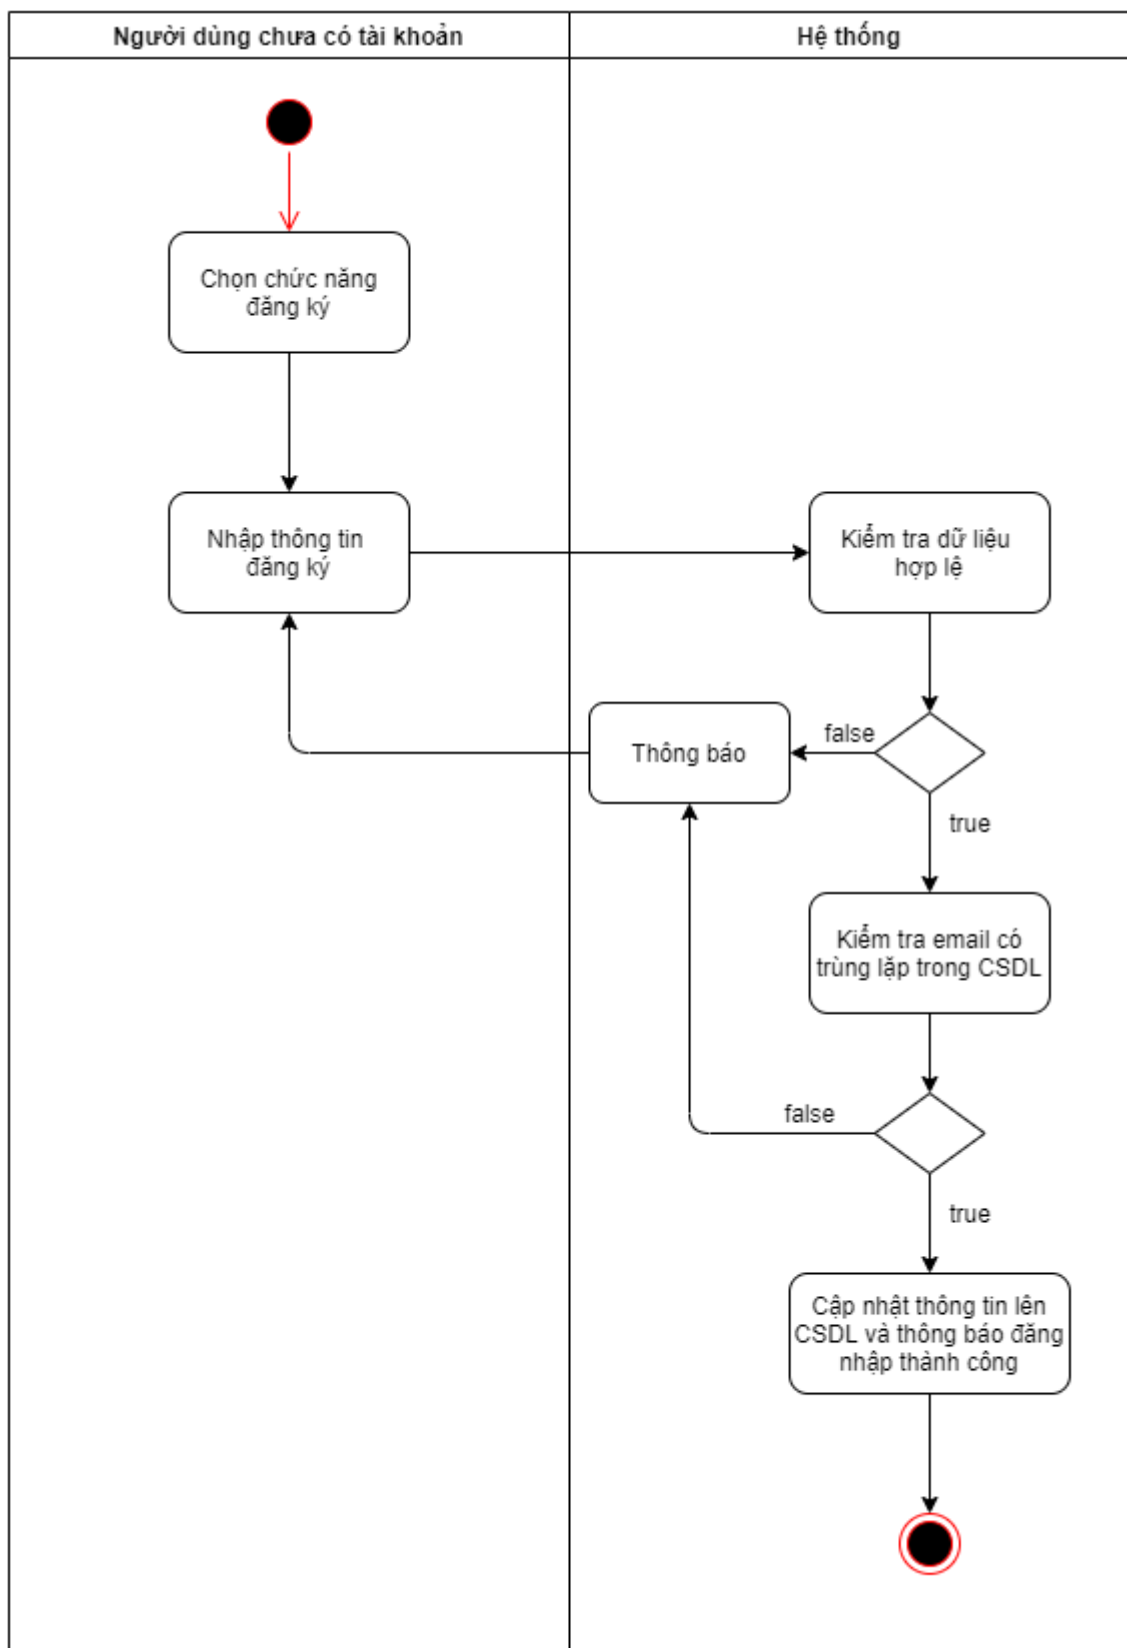 Người dùng chưa có tài khoản
Hệ thống
Chọn chức năng
đăng ký
Nhập thông tin
đăng ký
Kiểm tra dữ liệu
hợp lệ
Thông báo
false
true
Kiểm tra email có
trùng lặp trong CSDL
false
true
Cập nhật thông tin lên
CSDL và thông báo đăng
nhập thành công